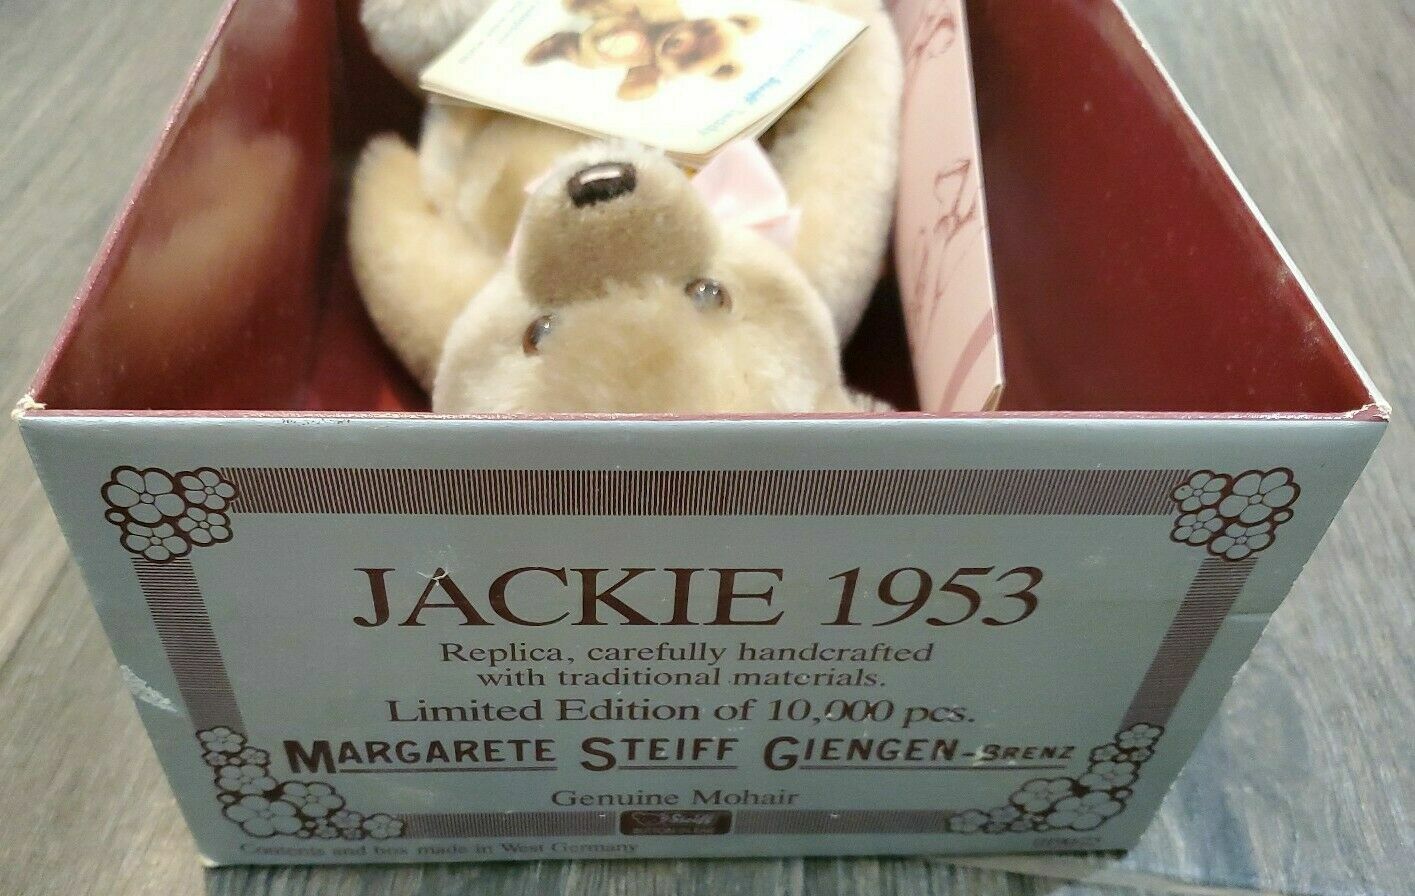 JACKIE 1953
Replica, carefully handcrafted
with traditional materials.
Limited Edition of 10,000 pcs.
MARGARETE STEIFF GIENGEN-BRENZ
Genuine Mohair
Steiff
Contents and box made in West Germany